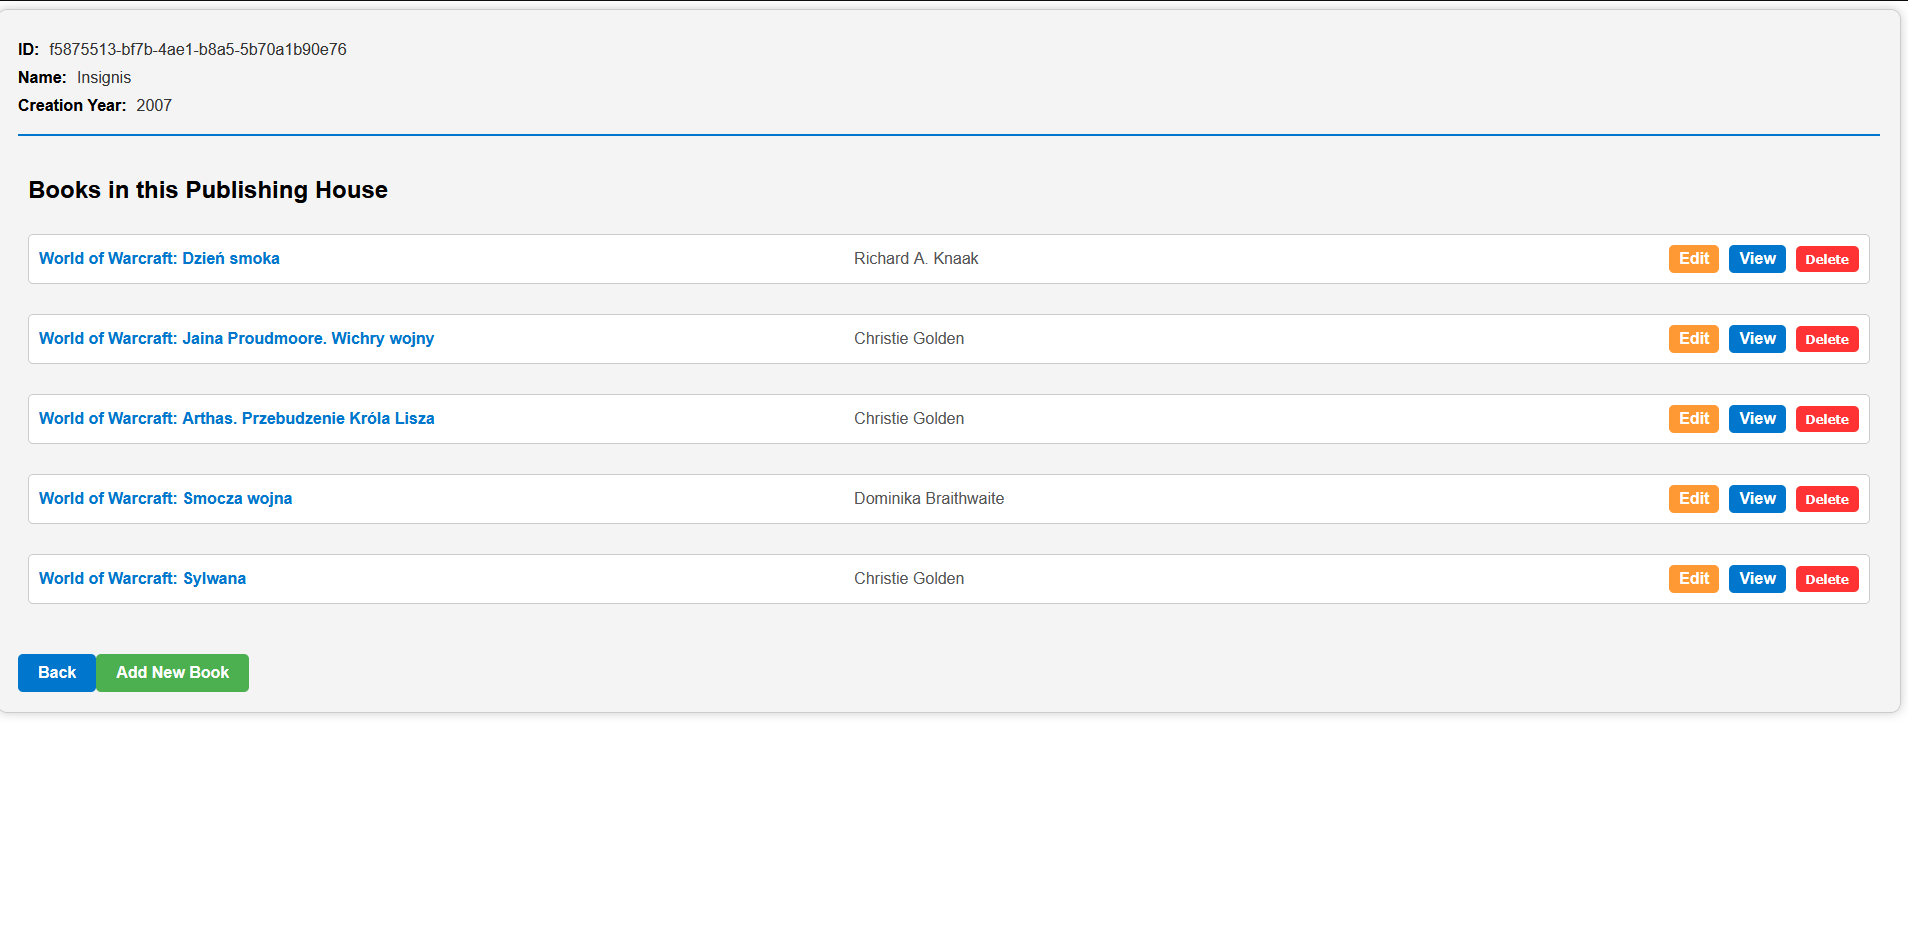 ID: f5875513-bf7b-4ae1-b8a5-5b70a1b90e76
Name: Insignis
Creation Year: 2007
Books in this Publishing House
World of Warcraft: Dzień smoka Richard A. Knaak Edit View Delete
World of Warcraft: Jaina Proudmoore. Wichry wojny Christie Golden Edit View Delete
World of Warcraft: Arthas. Przebudzenie Króla Lisza Christie Golden Edit View Delete
World of Warcraft: Smocza wojna Dominika Braithwaite Edit View Delete
World of Warcraft: Sylwana Christie Golden Edit View Delete
Back Add New Book